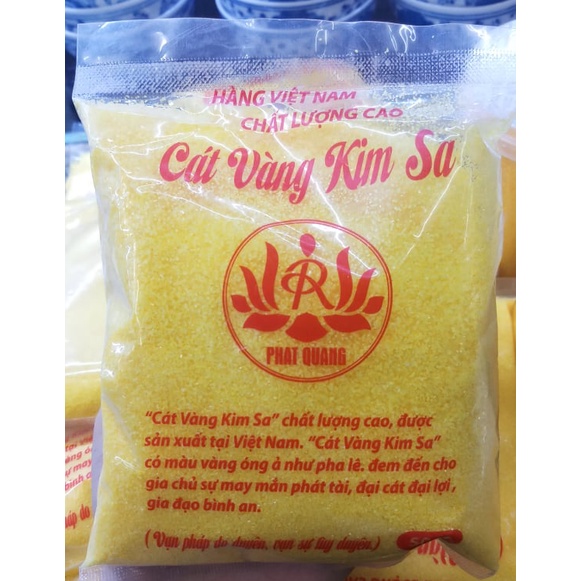 HÀNG VIỆT NAM
CHẤT LƯỢNG CAO
Cát Vàng Kim Sa
PHAT QUANG
“Cát Vàng Kim Sa” chất lượng cao, được
sản xuất tại Việt Nam. “Cát Vàng Kim Sa”
có màu vàng óng ả như pha lê. đem đến cho
gia chủ sự may mắn phát tài, đại cát đại lợi,
gia đạo bình an.
( Vạn pháp do duyên, vạn sự tùy duyên )